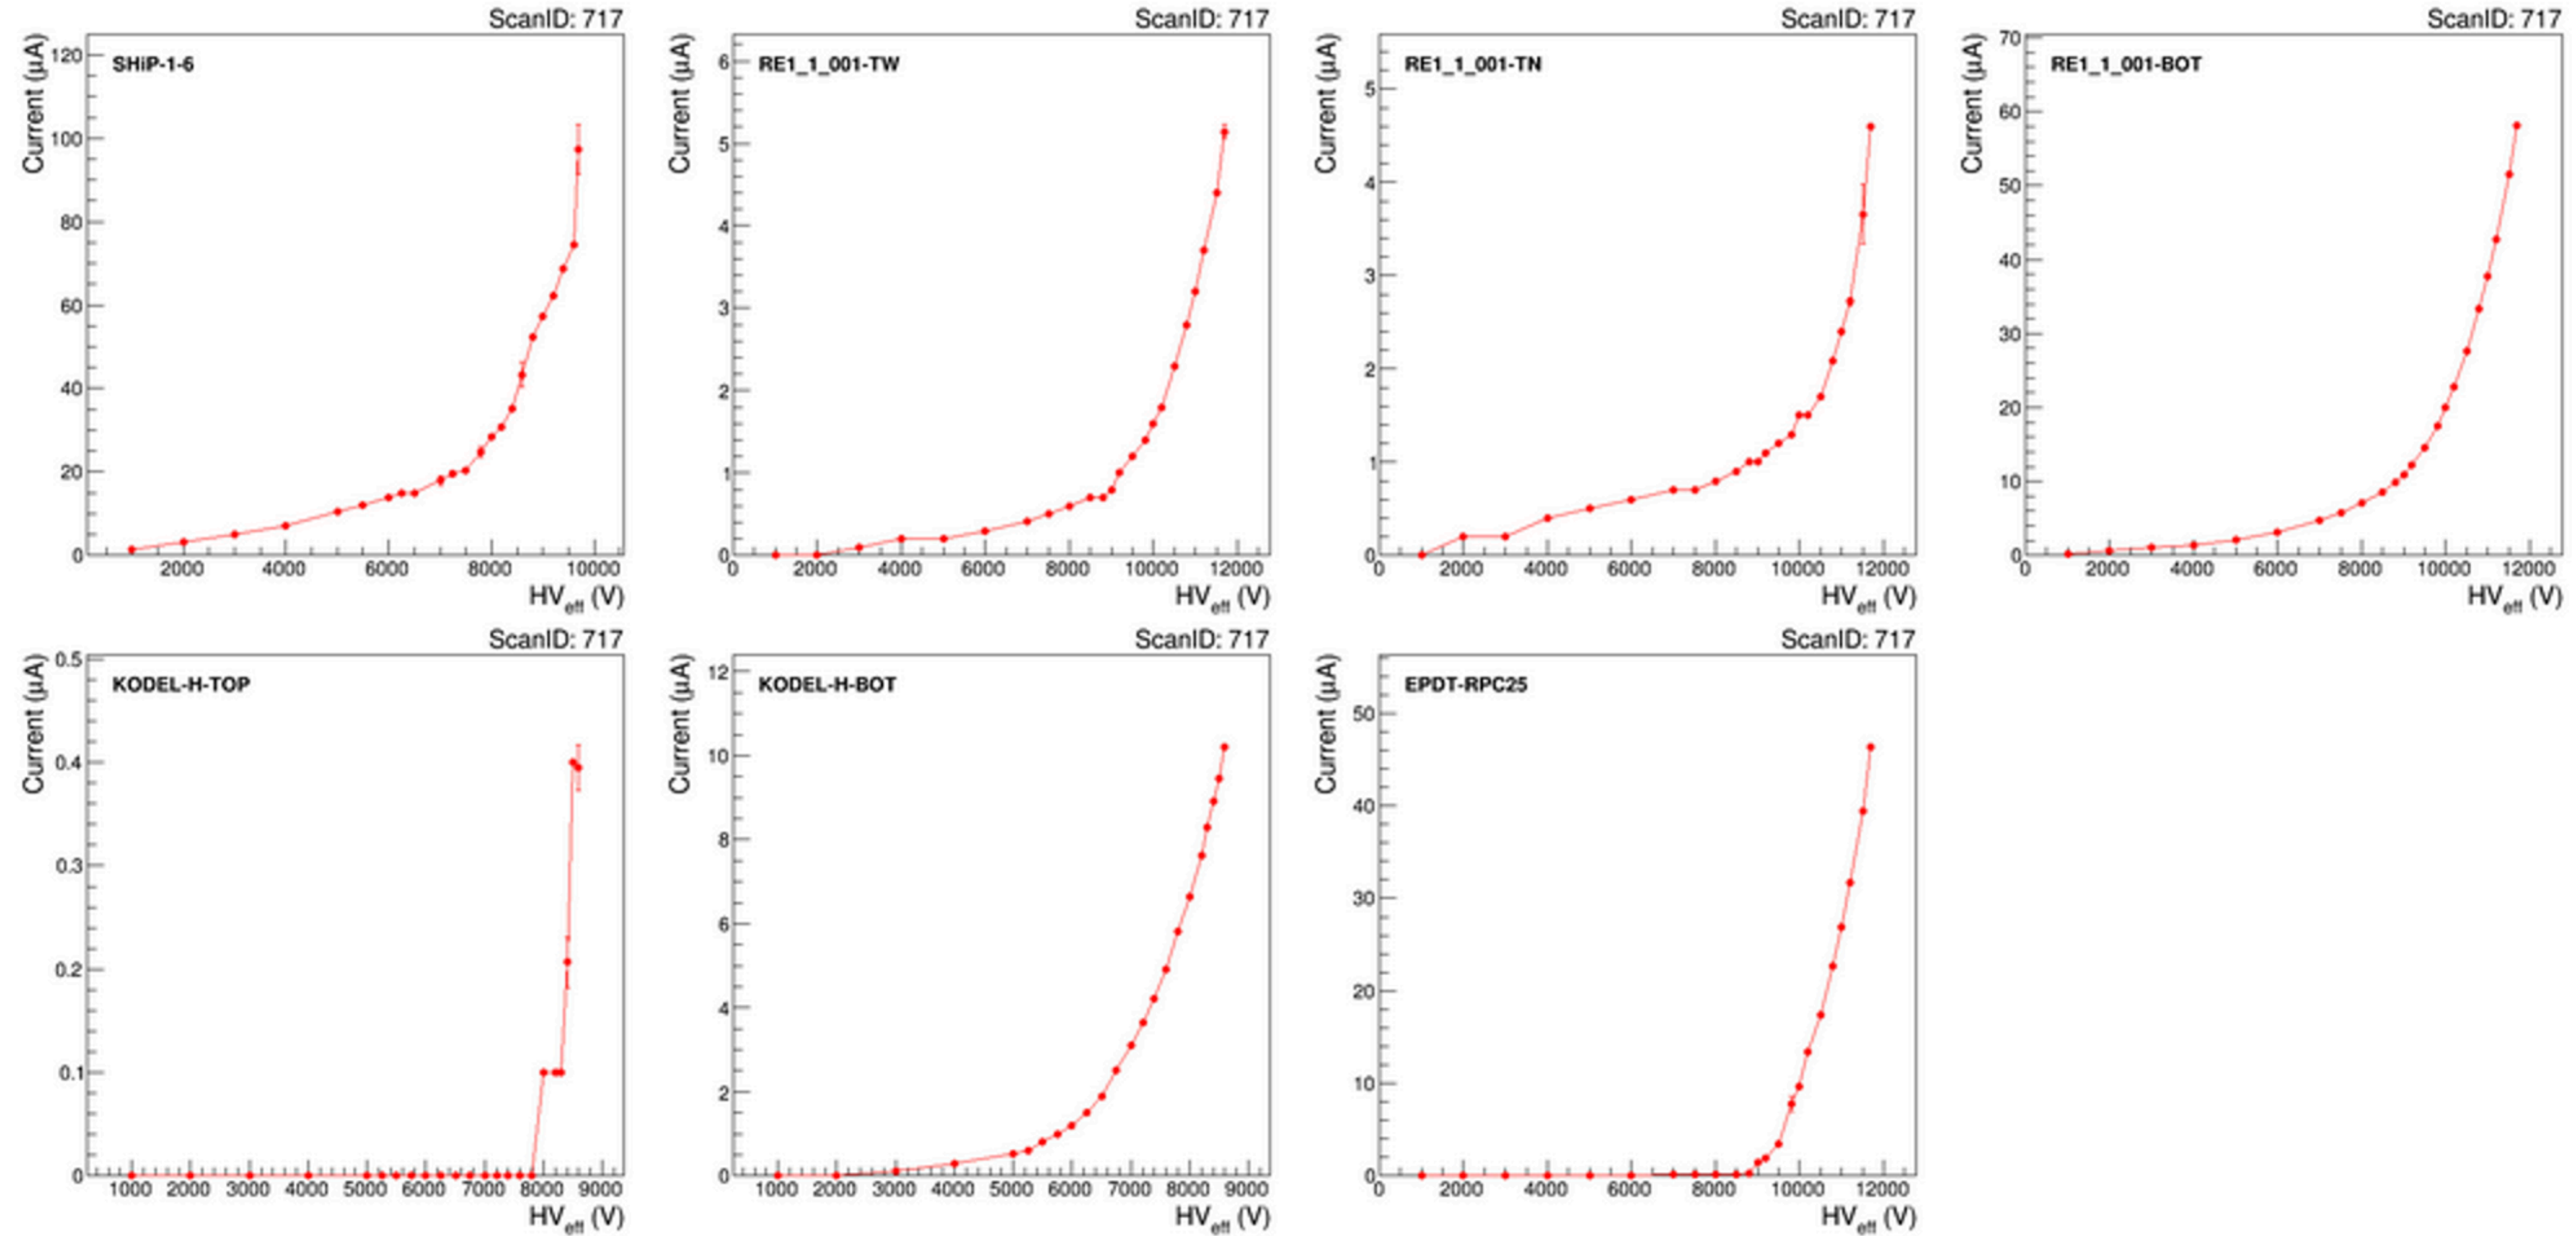 ScanID: 717
Current (μA)
SHiP-1-6
120
100
80
60
40
20
0
2000 4000 6000 8000 10000
HVeff (V)
ScanID: 717
Current (μA)
RE1_1_001-TW
6
5
4
3
2
1
0
0 2000 4000 6000 8000 10000 12000
HVeff (V)
ScanID: 717
Current (μA)
RE1_1_001-TN
5
4
3
2
1
0
0 2000 4000 6000 8000 10000 12000
HVeff (V)
ScanID: 717
Current (μA)
RE1_1_001-BOT
70
60
50
40
30
20
10
0
0 2000 4000 6000 8000 10000 12000
HVeff (V)
ScanID: 717
Current (μA)
KODEL-H-TOP
0.5
0.4
0.3
0.2
0.1
0
1000 2000 3000 4000 5000 6000 7000 8000 9000
HVeff (V)
ScanID: 717
Current (μA)
KODEL-H-BOT
12
10
8
6
4
2
0
1000 2000 3000 4000 5000 6000 7000 8000 9000
HVeff (V)
ScanID: 717
Current (μA)
EPDT-RPC25
50
40
30
20
10
0
0 2000 4000 6000 8000 10000 12000
HVeff (V)